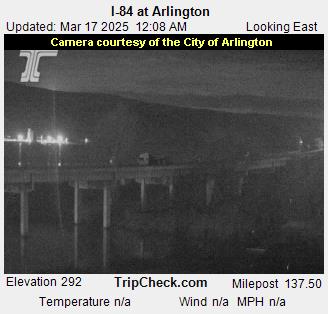 I-84 at Arlington
Updated: Mar 17 2025 12:08 AM Looking East
Camera courtesy of the City of Arlington
Elevation 292 TripCheck.com Milepost 137.50
Temperature n/a Wind n/a MPH n/a